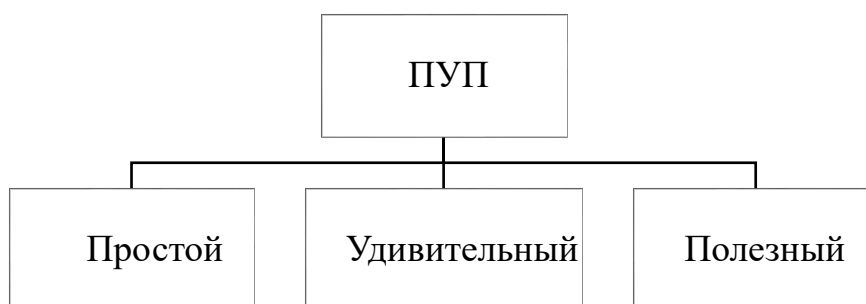 ПУП
Простой
Удивительный
Полезный